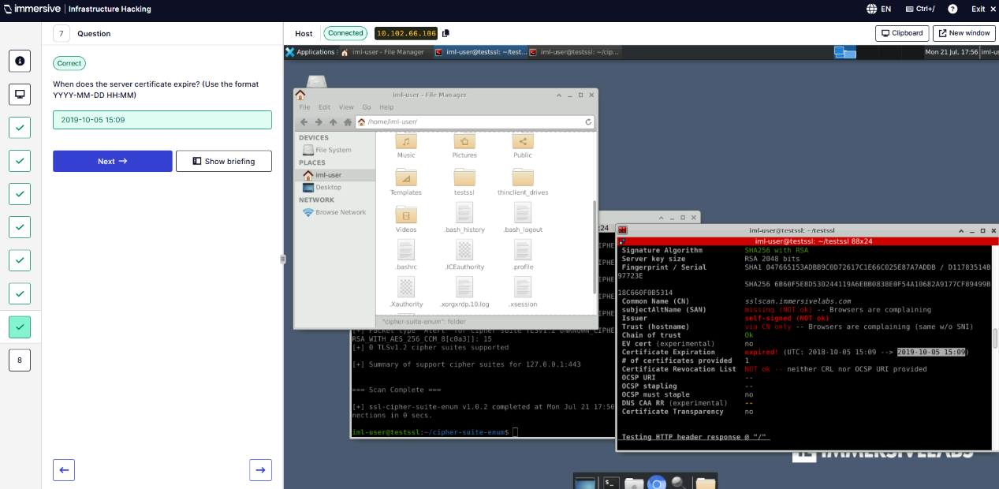 immersive | Infrastructure Hacking
EN
Ctrl+/
?
Exit ×
7
Question
Correct
When does the server certificate expire? (Use the format
YYYY-MM-DD HH:MM)
2019-10-05 15:09
Next →
Show briefing
8
Host
Connected
10.102.66.106
Clipboard
New window
Applications
iml-user - File Manager
iml-user@testssl: ~/test...
iml-user@testssl: ~/cip...
Mon 21 Jul, 17:56
iml-us
iml-user - File Manager
File Edit View Go Help
/home/iml-user/
DEVICES
File System
PLACES
iml-user
Desktop
NETWORK
Browse Network
Music
Pictures
Public
Templates
testssl
thinclient_drives
Videos
.bash_history
.bash_logout
.bashrc
.ICEauthority
.profile
.Xauthority
.xorgxrdp.10.log
.xsession
"cipher-suite-enum": folder
[+] Packet type 'Alert' for cipher suite TLSv1.2 UNKNOWN_CIPHE
RSA_WITH_AES_256_CCM_8[c0a3]]: 15
[+] 0 TLSv1.2 cipher suites supported
[+] Summary of support cipher suites for 127.0.0.1:443
=== Scan Complete ===
[+] ssl-cipher-suite-enum v1.0.2 completed at Mon Jul 21 17:50
nections in 0 secs.
iml-user@testssl:~/cipher-suite-enum$
iml-user@testssl: ~/testssl
iml-user@testssl: ~/testssl 88x24
Signature Algorithm SHA256 with RSA
Server key size RSA 2048 bits
Fingerprint / Serial SHA1 047665153ADBB9C0D72617C1E66C025E87A7ADDB / D11783514B
97723E
SHA256 6B60F5E8D530244119A6EBB0838E0F54A10682A9177CF89499B
18C660F0B5314
Common Name (CN) sslscan.immersivelabs.com
subjectAltName (SAN) missing (NOT ok) -- Browsers are complaining
Issuer self-signed (NOT ok)
Trust (hostname) via CN only -- Browsers are complaining (same w/o SNI)
Chain of trust Ok
EV cert (experimental) no
Certificate Expiration expired! (UTC: 2018-10-05 15:09 --> 2019-10-05 15:09)
# of certificates provided 1
Certificate Revocation List NOT ok -- neither CRL nor OCSP URI provided
OCSP URI --
OCSP stapling --
OCSP must staple no
DNS CAA RR (experimental) --
Certificate Transparency no
Testing HTTP header response @ "/"
IMMERSIVELABS